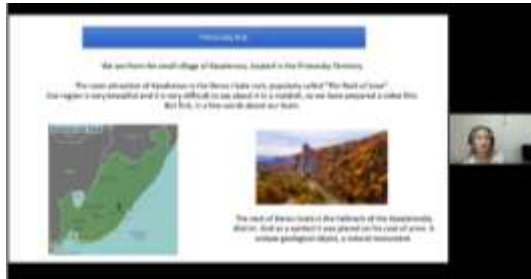 We are from the small village of Kavalerovo, located in the Primorsky Territory.
The main attraction of Kavalerovo is the Dersu Uzala rock, popularly called "The Rock of Love"
Our region is very beautiful and it is very difficult to say about it in a nutshell, so we have prepared a video film.
But first, in a few words about our team.
The rock of Dersu Uzala is the hallmark of the Kavalerovsky
district. And as a symbol it was placed on his coat of arms. A
unique geological object, a natural monument